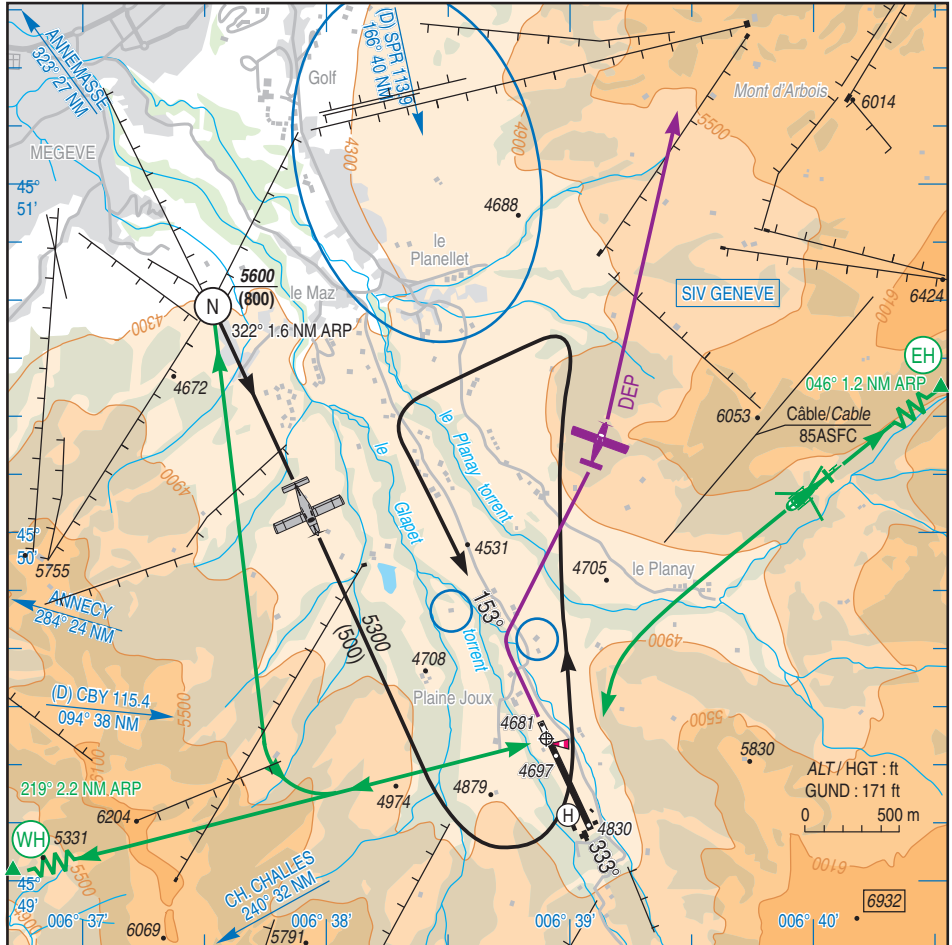 ANNEMASSE
323° 27 NM
(D) SPR 113.9
166° 40 NM
Golf
Mont d'Arbois
6014
5500
4900
4300
MEGEVE
45°
51'
4688
le
Planellet
SIV GENEVE
6100
6424
5600
(800)
le Maz
N
322° 1.6 NM ARP
4300
4672
DEP
EH
046° 1.2 NM ARP
6053
Câble/Cable
85ASFC
4900
le Planay torrent
le Glapet torrent
4531
45°
50'
5755
153°
4705
le Planay
ANNECY
284° 24 NM
5300
(500)
4900
4708
(D) CBY 115.4
094° 38 NM
5500
Plaine Joux
4681
5500
6100
4697
5830
ALT / HGT : ft
GUND : 171 ft
0 500 m
219° 2.2 NM ARP
4974
4879
6204
H
4830
WH
5331
333°
45°
49'
5500
6100
CH. CHALLES
240° 32 NM
6932
006° 37'
006° 38'
006° 39'
006° 40'
6069
5791